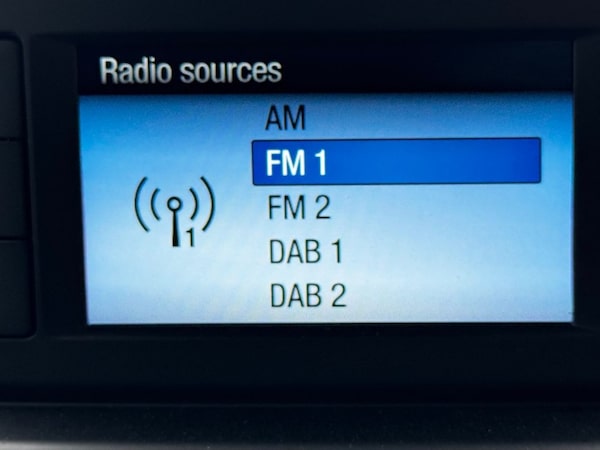 Radio sources
AM
FM 1
FM 2
1
DAB 1
DAB 2